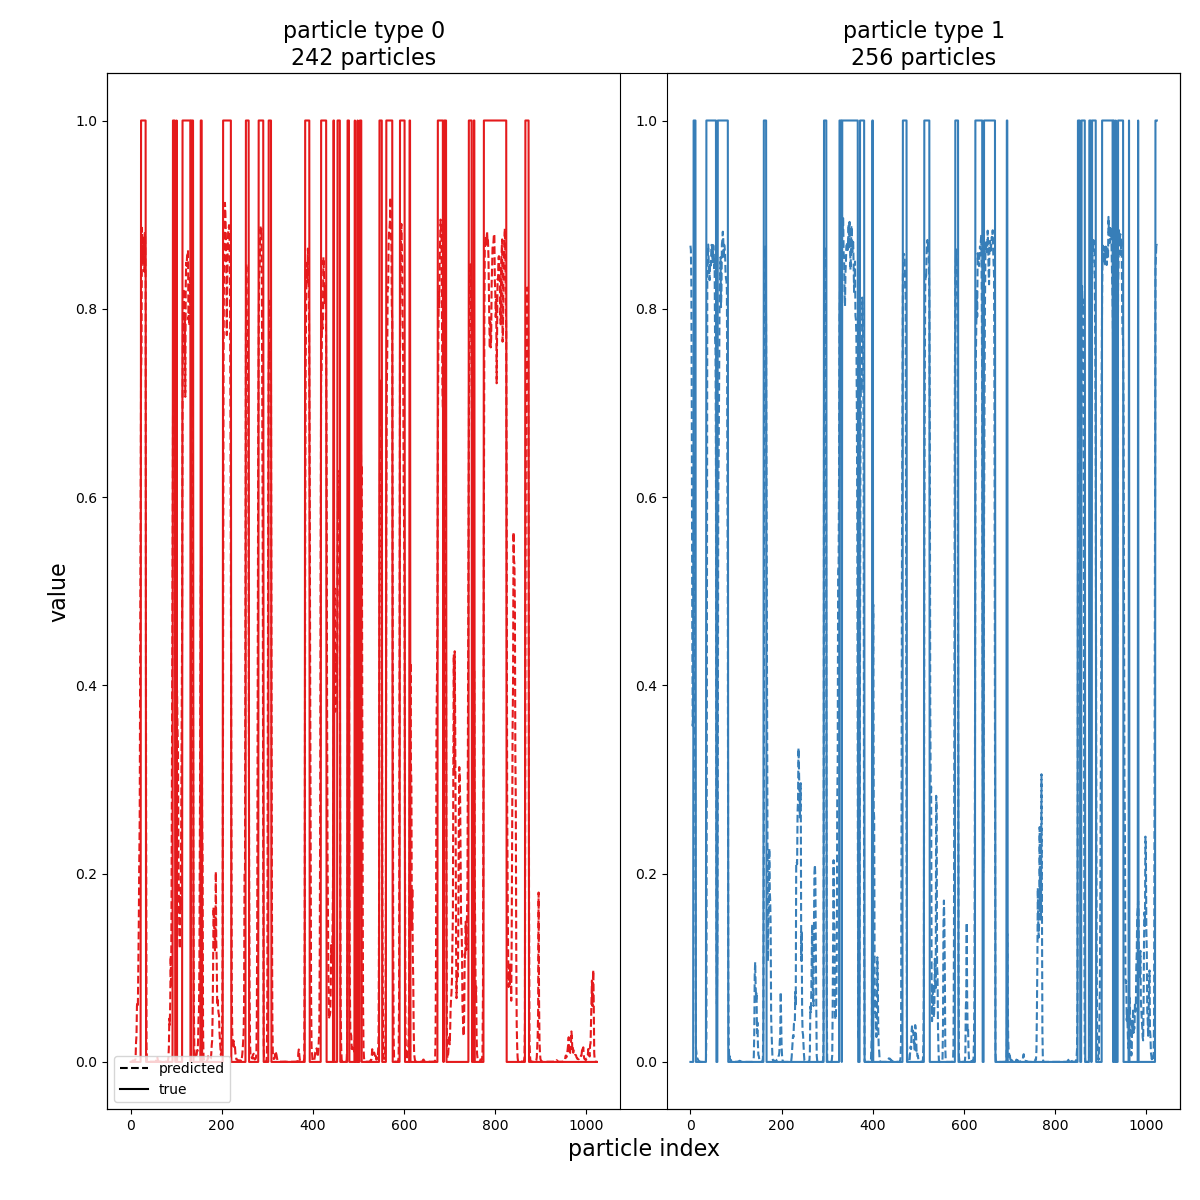 particle type 0
242 particles
particle type 1
256 particles
1.0
0.8
0.6
0.4
0.2
0.0
1.0
0.8
0.6
0.4
0.2
0.0
value
predicted
true
0 200 400 600 800 1000
0 200 400 600 800 1000
particle index